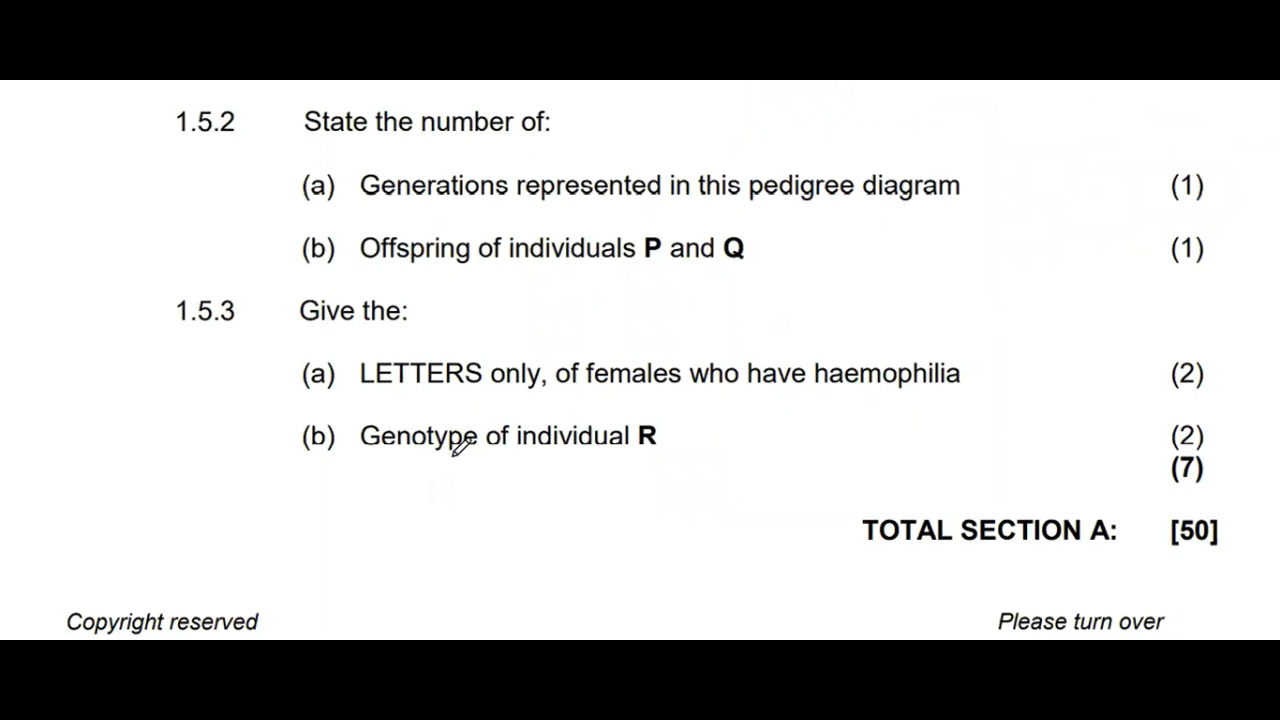 1.5.2 State the number of:
(a) Generations represented in this pedigree diagram (1)
(b) Offspring of individuals P and Q (1)
1.5.3 Give the:
(a) LETTERS only, of females who have haemophilia (2)
(b) Genotype of individual R (2)
(7)
TOTAL SECTION A: [50]
Copyright reserved Please turn over